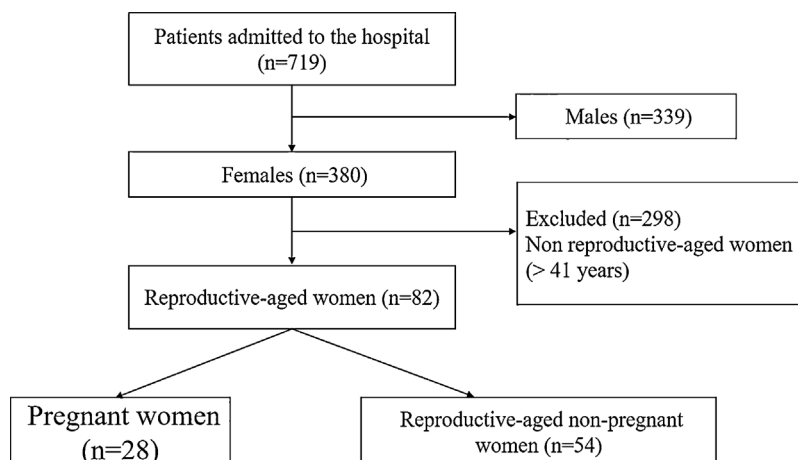 Patients admitted to the hospital
(n=719)
Males (n=339)
Females (n=380)
Excluded (n=298)
Non reproductive-aged women
(> 41 years)
Reproductive-aged women (n=82)
Pregnant women
(n=28)
Reproductive-aged non-pregnant
women (n=54)